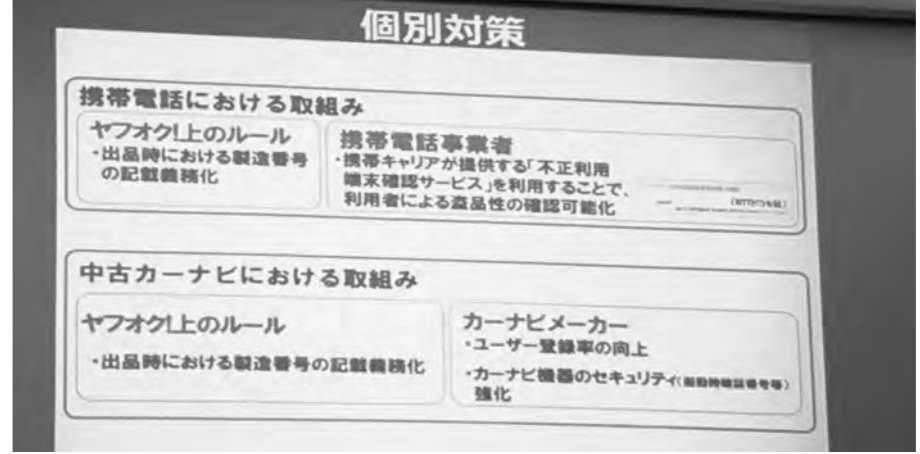 個別対策
携帯電話における取組み
ヤフオク!上のルール
・出品時における製造番号
の記載義務化
携帯電話事業者
・携帯キャリアが提供する「不正利用
端末確認サービス」を利用することで、
利用者による盗品性の確認可能化
中古カーナビにおける取組み
ヤフオク!上のルール
・出品時における製造番号の記載義務化
カーナビメーカー
・ユーザー登録率の向上
・カーナビ機器のセキュリティ
強化